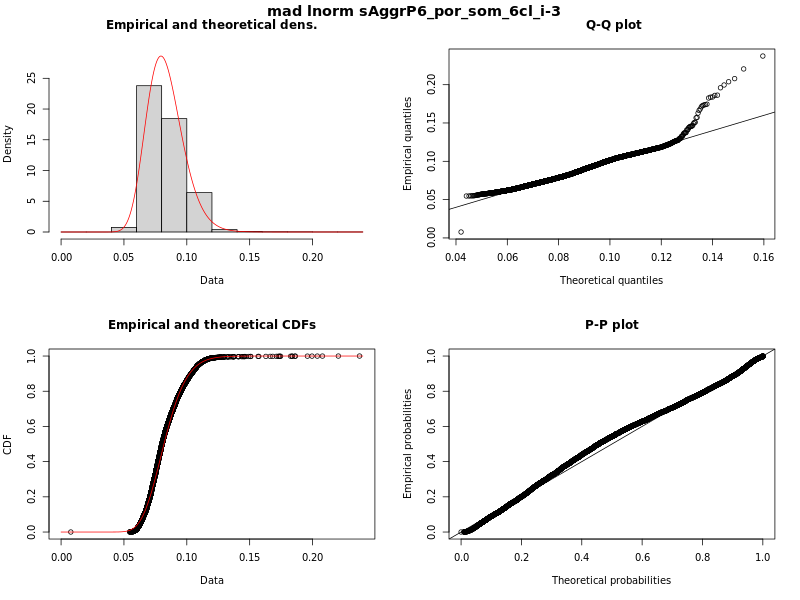 mad lnorm sAggrP6_por_som_6cl_i-3
Empirical and theoretical dens.
Density
0 5 10 15 20 25
0.00 0.05 0.10 0.15 0.20
Data
Q-Q plot
Empirical quantiles
0.00 0.05 0.10 0.15 0.20
0.04 0.06 0.08 0.10 0.12 0.14 0.16
Theoretical quantiles
Empirical and theoretical CDFs
CDF
0.0 0.2 0.4 0.6 0.8 1.0
0.00 0.05 0.10 0.15 0.20
Data
P-P plot
Empirical probabilities
0.0 0.2 0.4 0.6 0.8 1.0
0.0 0.2 0.4 0.6 0.8 1.0
Theoretical probabilities